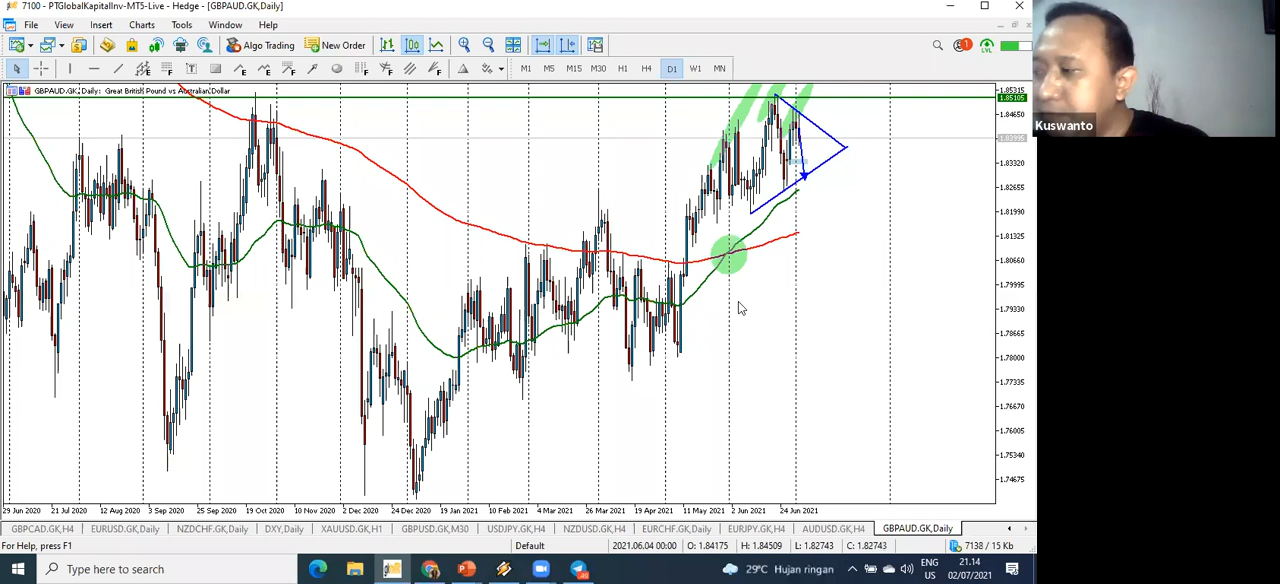 7100 - PTGlobalKapitalInv-MT5-Live - Hedge - [GBPAUD.GK,Daily]
File View Insert Charts Tools Window Help
Algo Trading New Order
M1 M5 M15 M30 H1 H4 D1 W1 MN
GBPAUD.GK, Daily: Great British Pound vs Australian Dollar
1.85315
1.85105
1.84650
1.83995
1.83320
1.82655
1.81990
1.81325
1.80660
1.79995
1.79330
1.78665
1.78000
1.77335
1.76670
1.76005
1.75340
1.74675
29 Jun 2020 21 Jul 2020 12 Aug 2020 3 Sep 2020 25 Sep 2020 19 Oct 2020 10 Nov 2020 2 Dec 2020 24 Dec 2020 19 Jan 2021 10 Feb 2021 4 Mar 2021 26 Mar 2021 19 Apr 2021 11 May 2021 2 Jun 2021 24 Jun 2021
GBPCAD.GK,H4 EURUSD.GK,Daily NZDCHF.GK,Daily DXY,Daily XAUUSD.GK,H1 GBPUSD.GK,M30 USDJPY.GK,H4 NZDUSD.GK,H4 EURCHF.GK,Daily EURJPY.GK,H4 AUDUSD.GK,H4 GBPAUD.GK,Daily
For Help, press F1 Default 2021.06.04 00:00 O: 1.84175 H: 1.84509 L: 1.82743 C: 1.82743 7138 / 15 Kb
Type here to search 29°C Hujan ringan ENG US 21.14 02/07/2021
Kuswanto